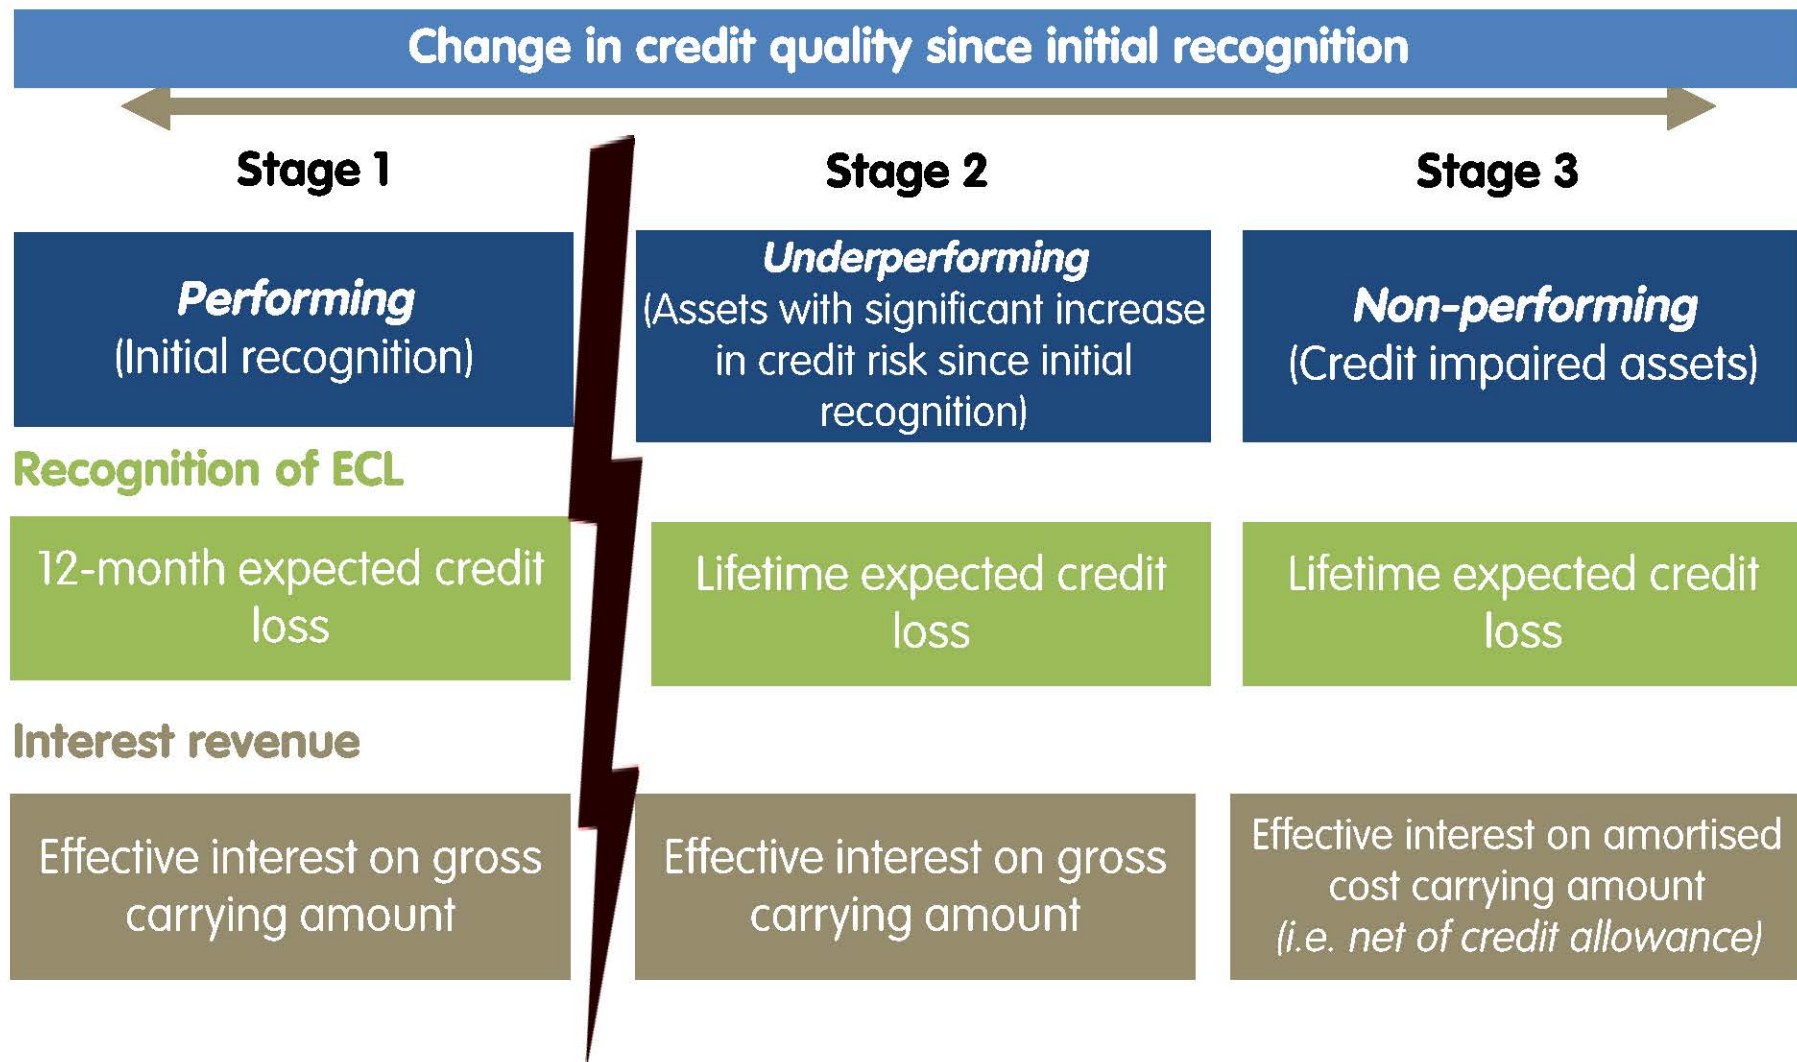 Change in credit quality since initial recognition
Stage 1
Stage 2
Stage 3
Performing
(Initial recognition)
Underperforming
(Assets with significant increase
in credit risk since initial
recognition)
Non-performing
(Credit impaired assets)
Recognition of ECL
12-month expected credit
loss
Lifetime expected credit
loss
Lifetime expected credit
loss
Interest revenue
Effective interest on gross
carrying amount
Effective interest on gross
carrying amount
Effective interest on amortised
cost carrying amount
(i.e. net of credit allowance)